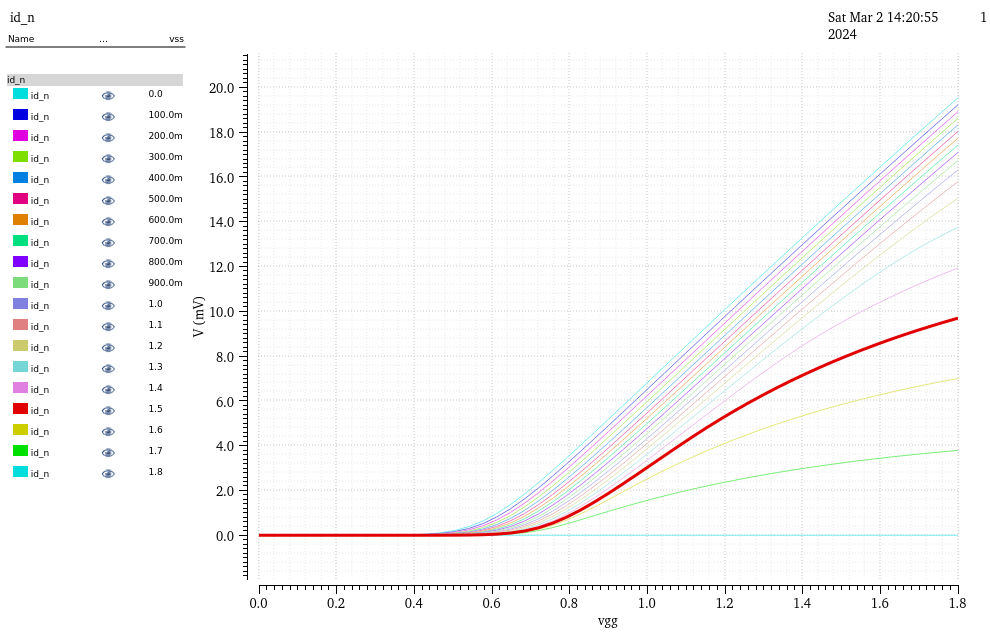 id_n
Sat Mar 2 14:20:55 1
2024
Name ... vss
id_n
id_n 0.0
id_n 100.0m
id_n 200.0m
id_n 300.0m
id_n 400.0m
id_n 500.0m
id_n 600.0m
id_n 700.0m
id_n 800.0m
id_n 900.0m
id_n 1.0
id_n 1.1
id_n 1.2
id_n 1.3
id_n 1.4
id_n 1.5
id_n 1.6
id_n 1.7
id_n 1.8
V (mV)
20.0
18.0
16.0
14.0
12.0
10.0
8.0
6.0
4.0
2.0
0.0
0.0 0.2 0.4 0.6 0.8 1.0 1.2 1.4 1.6 1.8
vgg